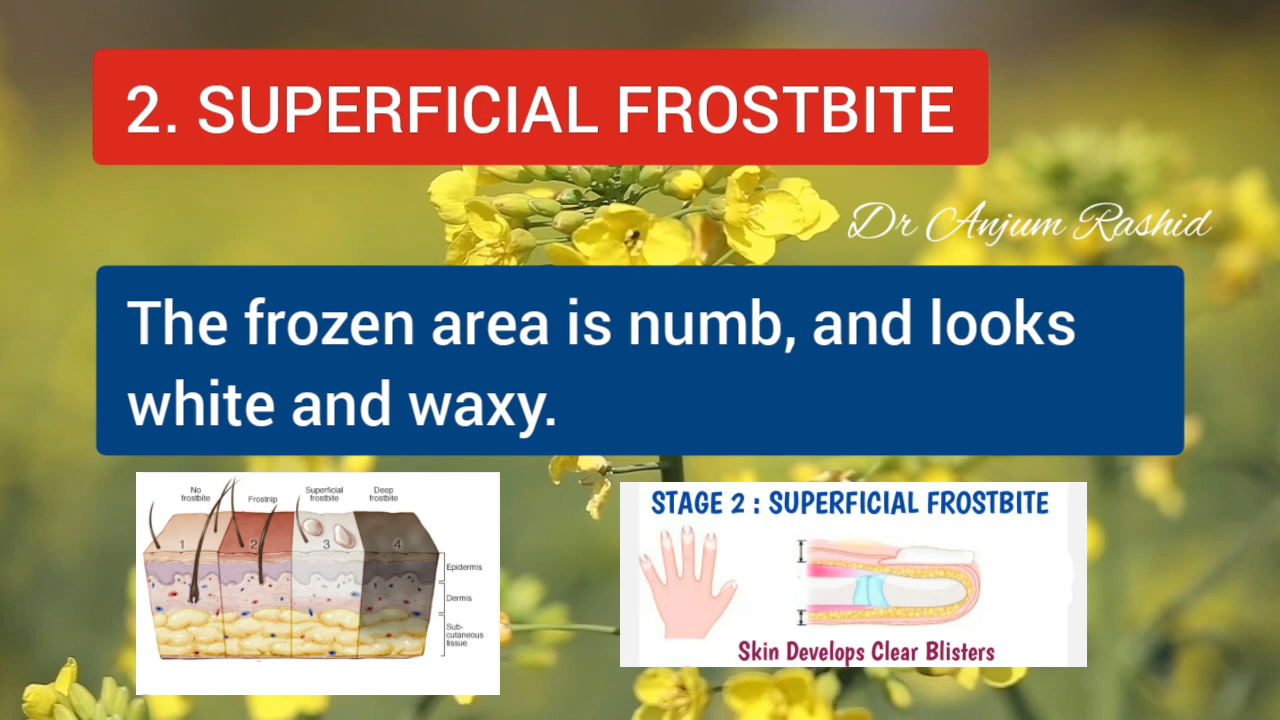 2. SUPERFICIAL FROSTBITE
Dr Anjum Rashid
The frozen area is numb, and looks
white and waxy.
No
frostbite
Frostnip
Superficial
frostbite
Deep
frostbite
1
2
3
4
Epidermis
Dermis
Sub-
cutaneous
tissue
STAGE 2 : SUPERFICIAL FROSTBITE
Skin Develops Clear Blisters